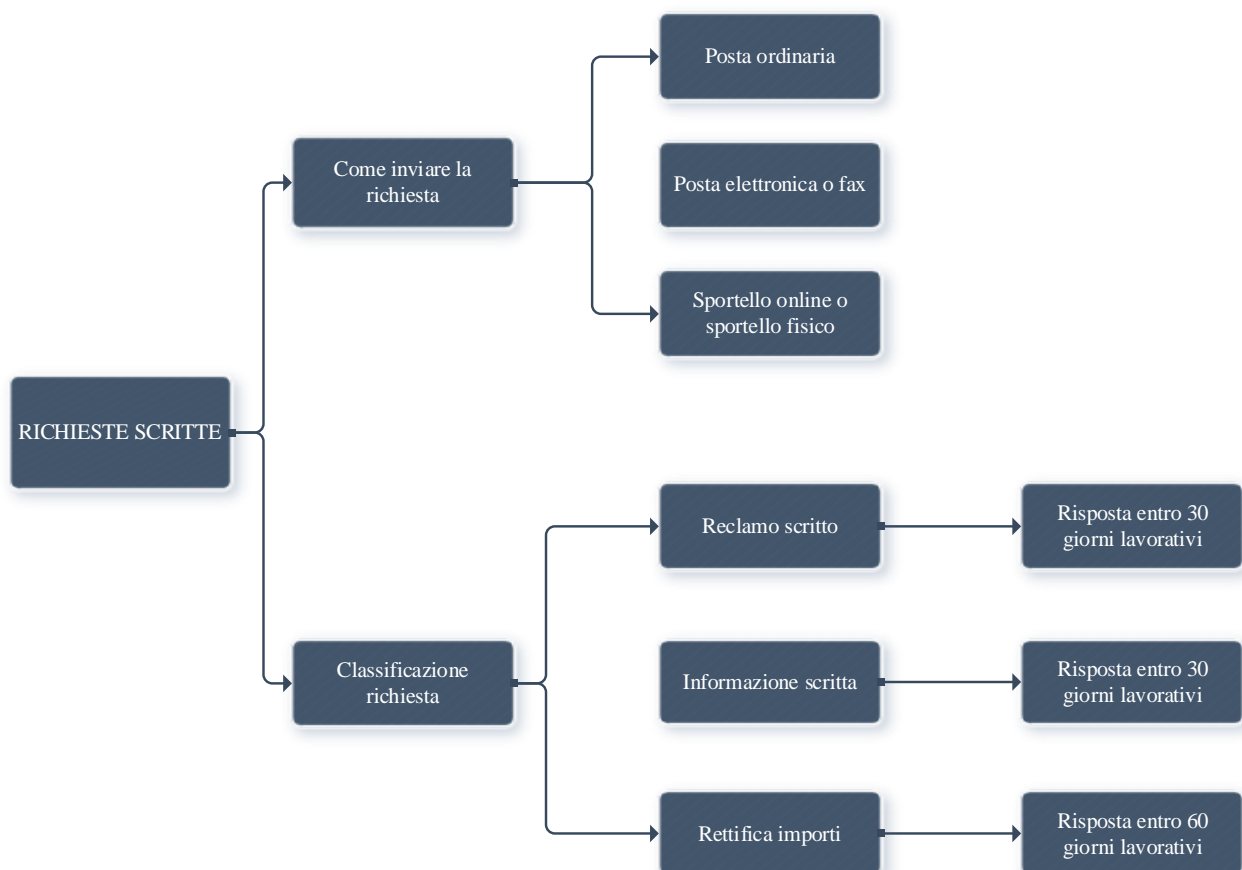 Posta ordinaria
Come inviare la
richiesta
Posta elettronica o fax
Sportello online o
sportello fisico
RICHIESTE SCRITTE
Reclamo scritto
Risposta entro 30
giorni lavorativi
Classificazione
richiesta
Informazione scritta
Risposta entro 30
giorni lavorativi
Rettifica importi
Risposta entro 60
giorni lavorativi